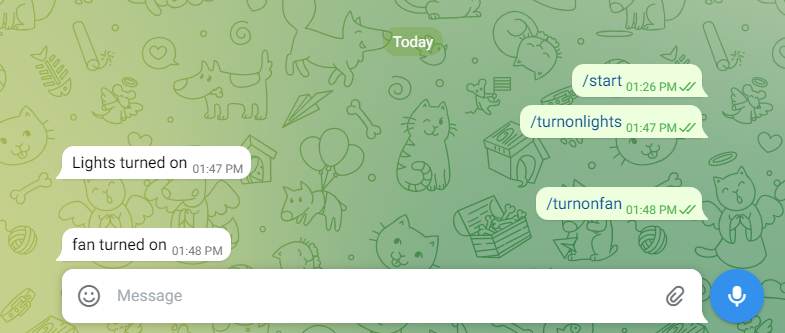 Today
/start 01:26 PM
/turnonlights 01:47 PM
Lights turned on 01:47 PM
/turnonfan 01:48 PM
fan turned on 01:48 PM
Message